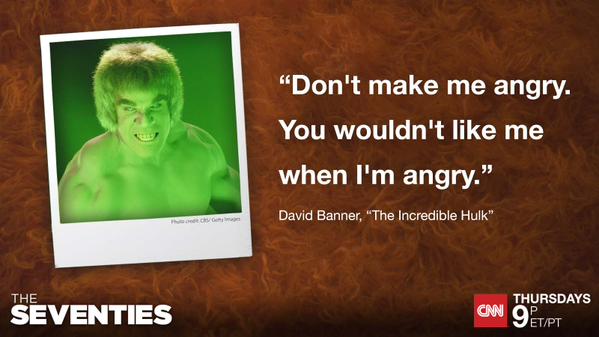 “Don't make me angry.
You wouldn't like me
when I'm angry.”
David Banner, “The Incredible Hulk”
Photo credit: CBS/ Getty Images
THE
SEVENTIES
CNN
THURSDAYS
9P
ET/PT